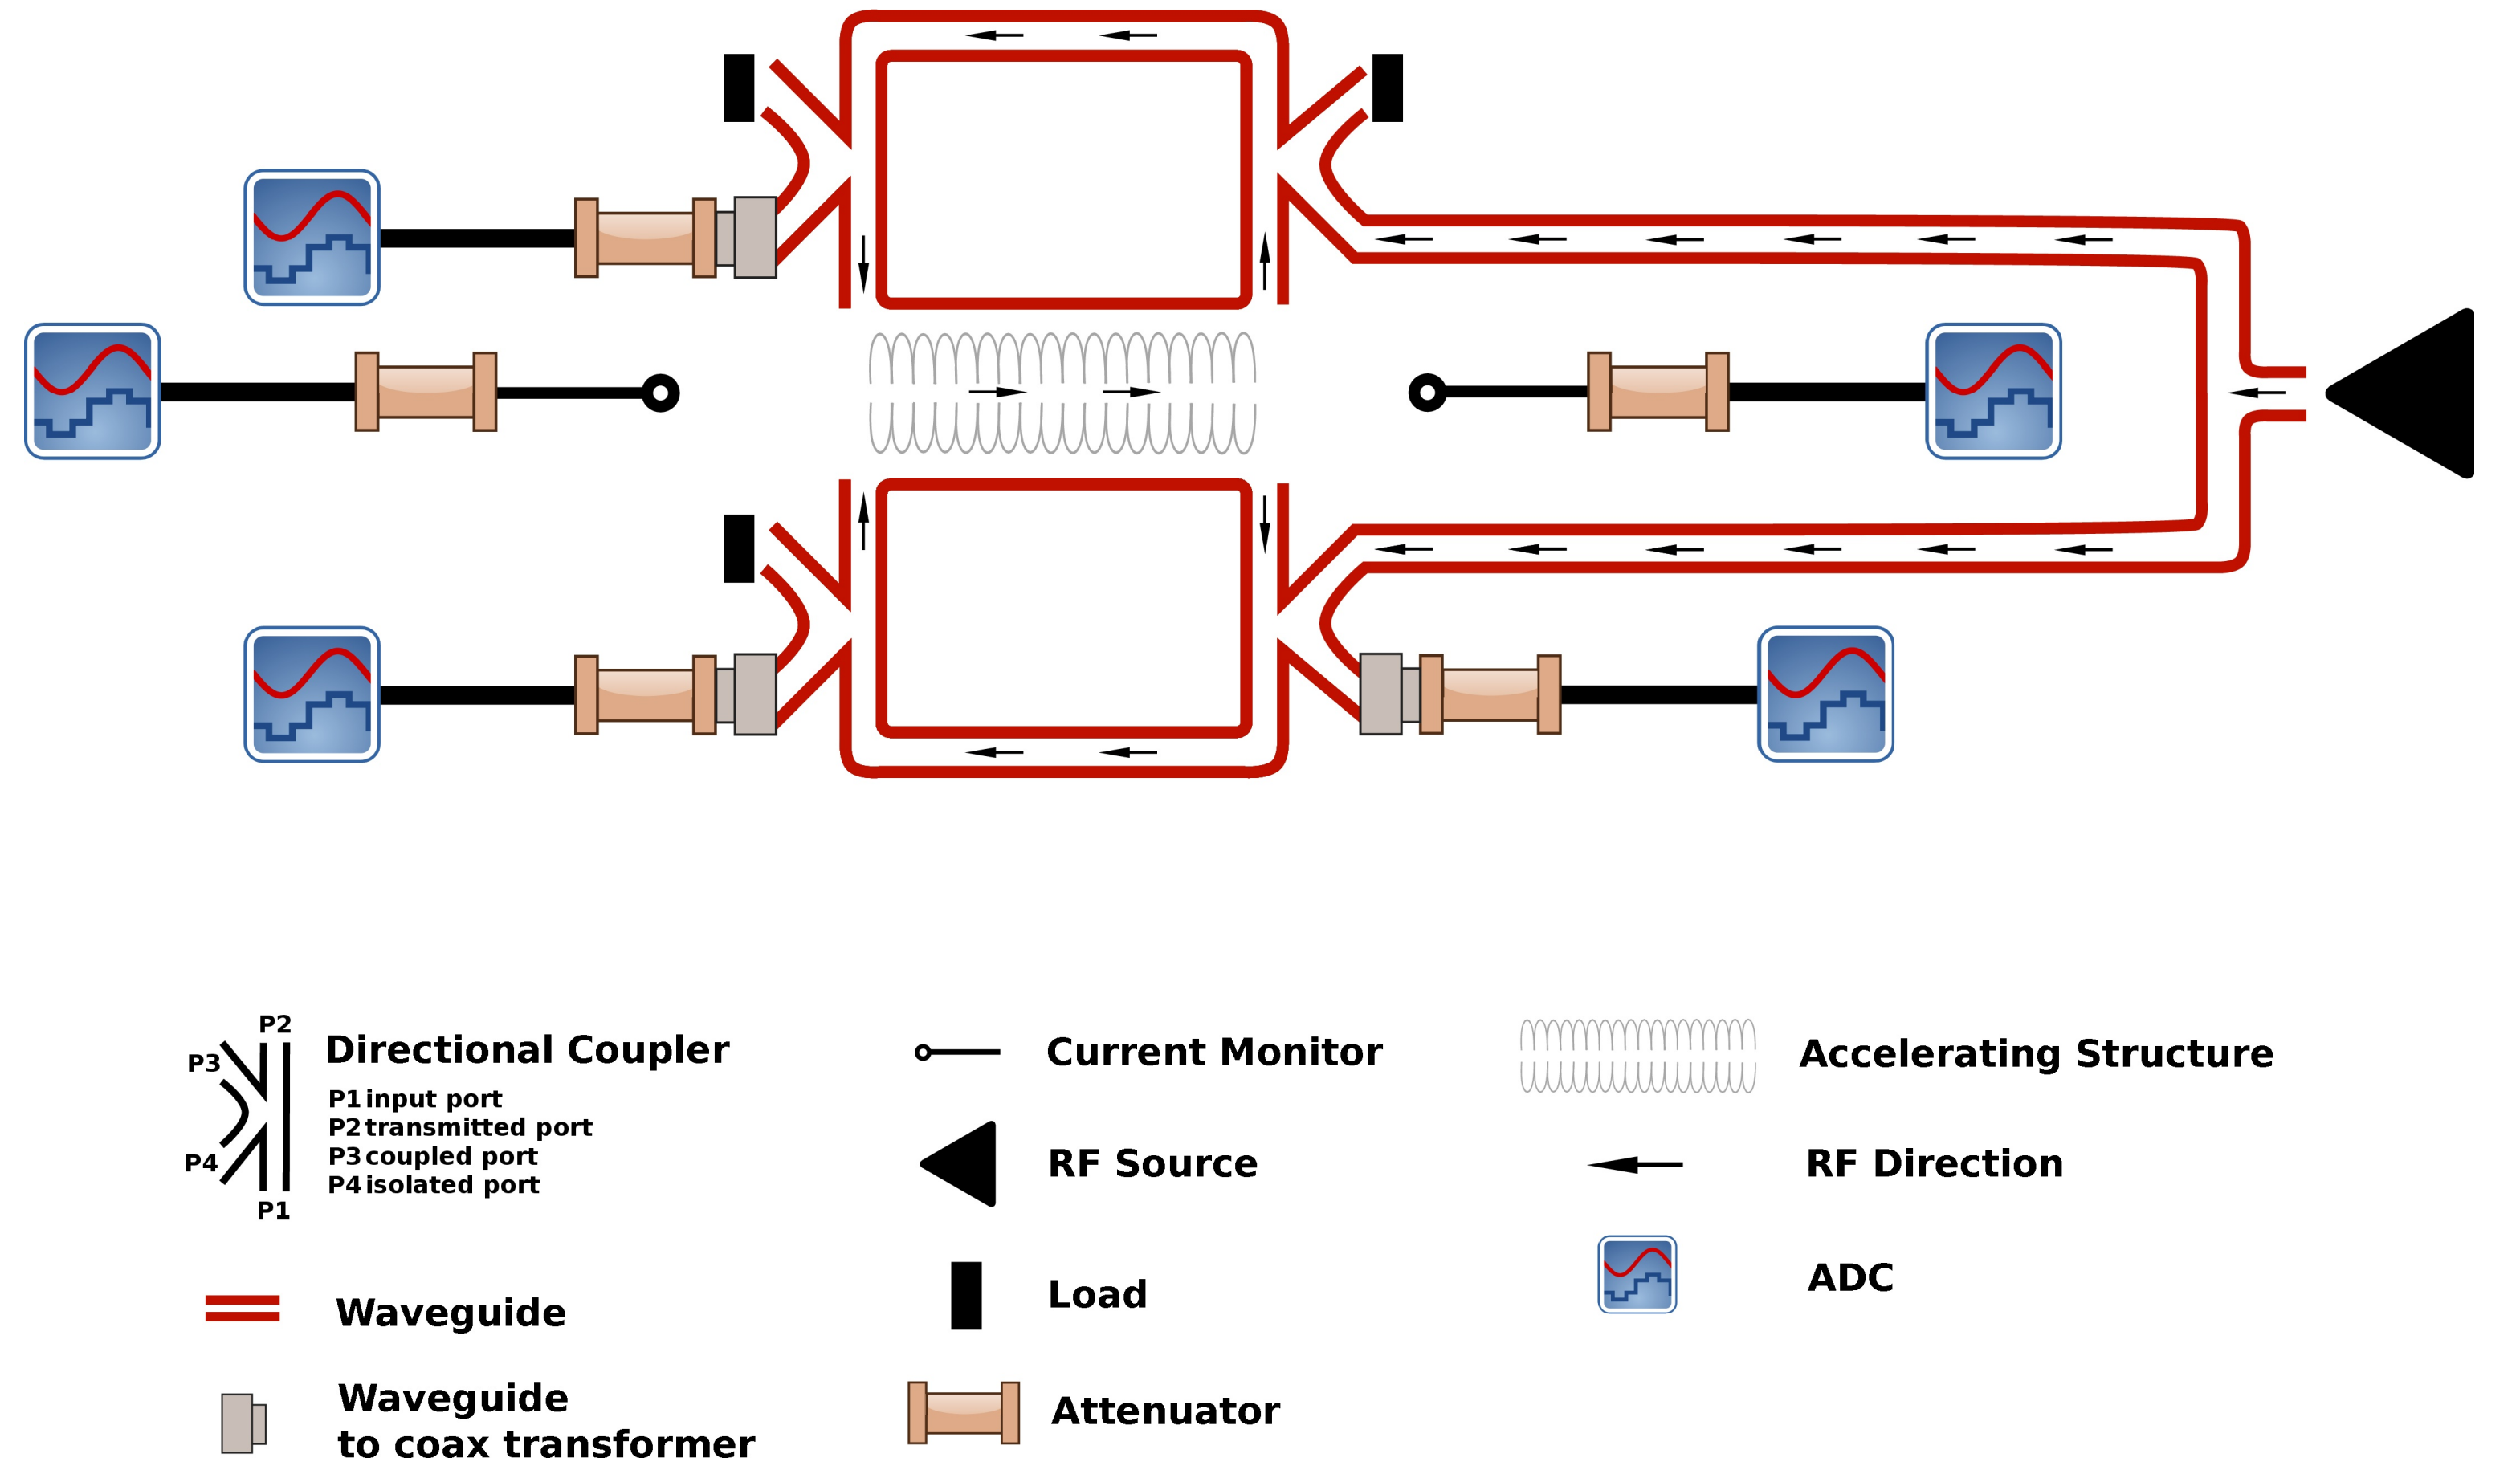 P2
P3
P4
P1
Directional Coupler
P1 input port
P2 transmitted port
P3 coupled port
P4 isolated port
Waveguide
Waveguide
to coax transformer
Current Monitor
RF Source
Load
Attenuator
Accelerating Structure
RF Direction
ADC